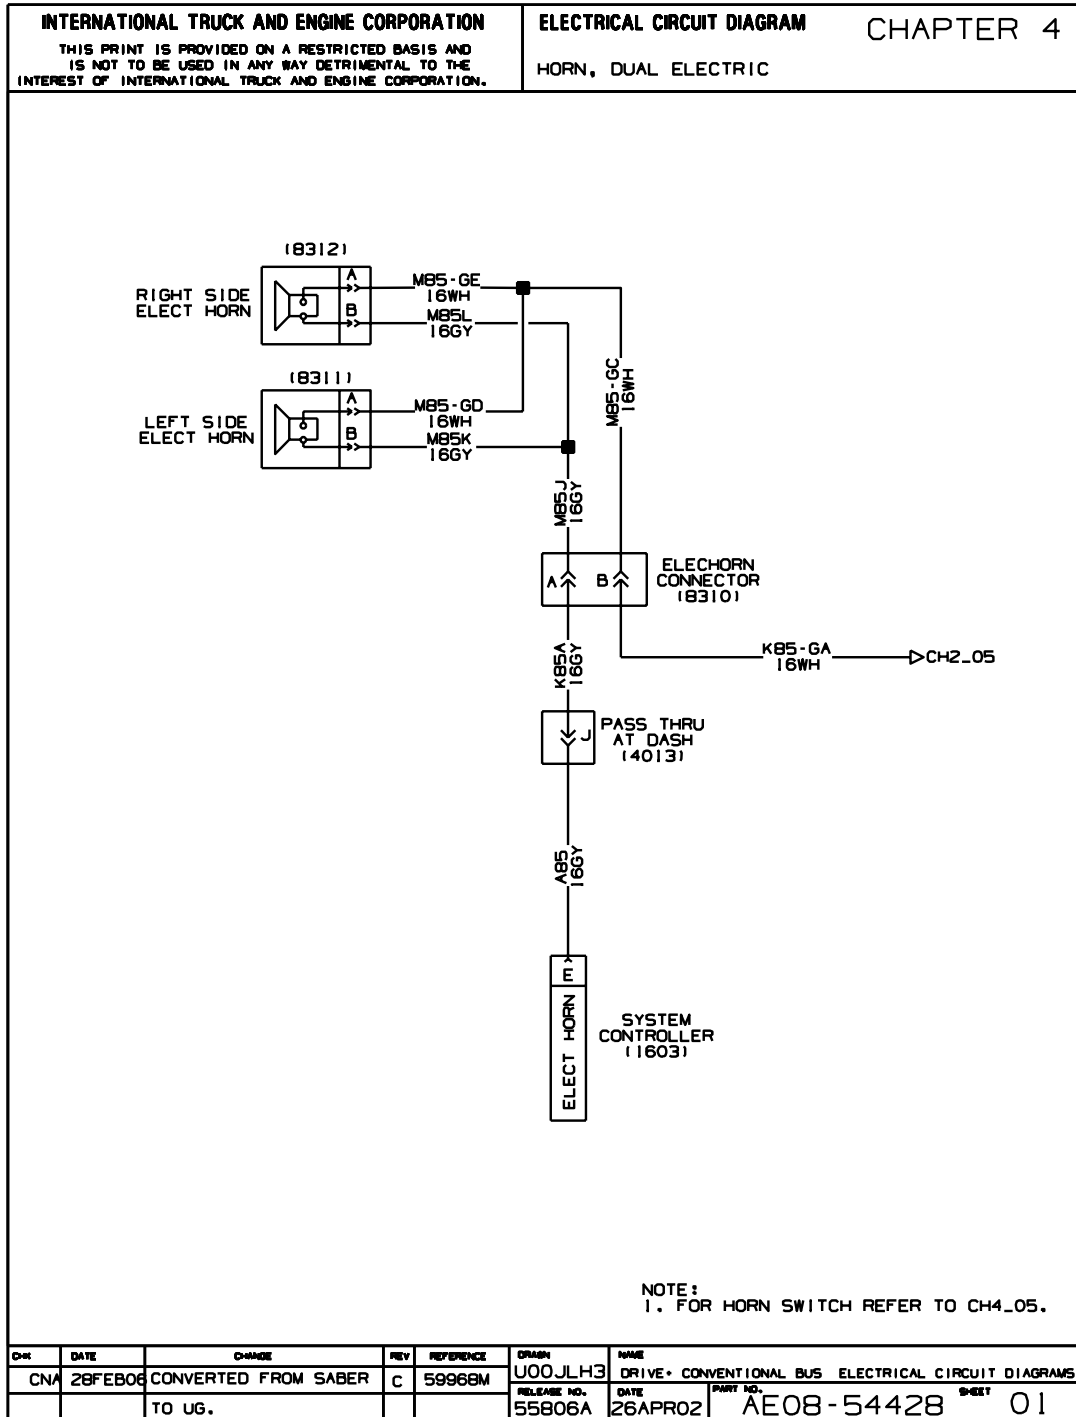 INTERNATIONAL TRUCK AND ENGINE CORPORATION
THIS PRINT IS PROVIDED ON A RESTRICTED BASIS AND
IS NOT TO BE USED IN ANY WAY DETRIMENTAL TO THE
INTEREST OF INTERNATIONAL TRUCK AND ENGINE CORPORATION.
ELECTRICAL CIRCUIT DIAGRAM
CHAPTER 4
HORN, DUAL ELECTRIC
(8312)
RIGHT SIDE
ELECT HORN
A
B
M85-GE
16WH
M85L
16GY
(8311)
LEFT SIDE
ELECT HORN
A
B
M85-GD
16WH
M85K
16GY
M85-GC
16WH
M85J
16GY
A
B
ELECHORN
CONNECTOR
(8310)
K85A
16GY
K85-GA
16WH
CH2_05
J
PASS THRU
AT DASH
(4013)
A85
16GY
E
ELECT HORN
SYSTEM
CONTROLLER
(1603)
NOTE:
1. FOR HORN SWITCH REFER TO CH4_05.
CHK DATE CHANGE REV REFERENCE
CNA 28FEB06 CONVERTED FROM SABER C 59968M
TO UG.
DRAWN
U00JLH3
NAME
DRIVE, CONVENTIONAL BUS ELECTRICAL CIRCUIT DIAGRAMS
RELEASE NO.
55806A
DATE
26APR02
PART NO.
AE08-54428
SHEET
01